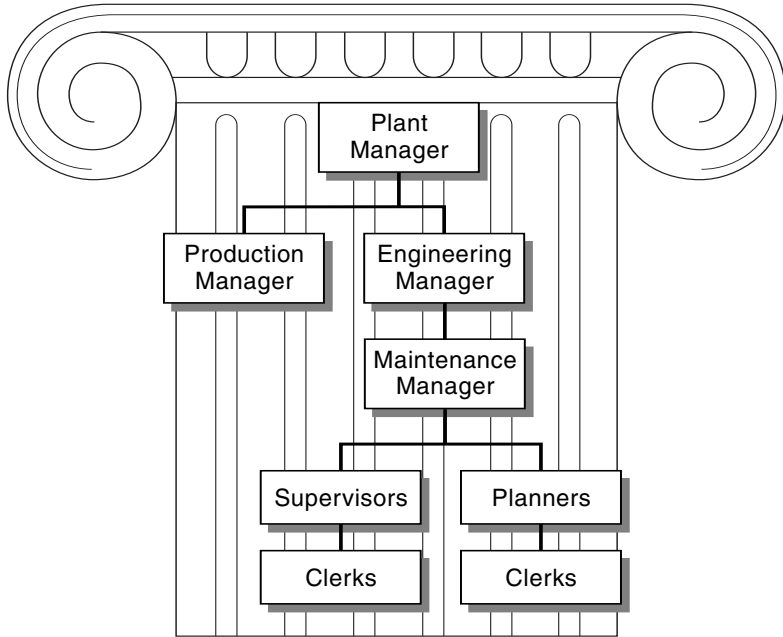 Plant
Manager
Production
Manager
Engineering
Manager
Maintenance
Manager
Supervisors
Planners
Clerks
Clerks